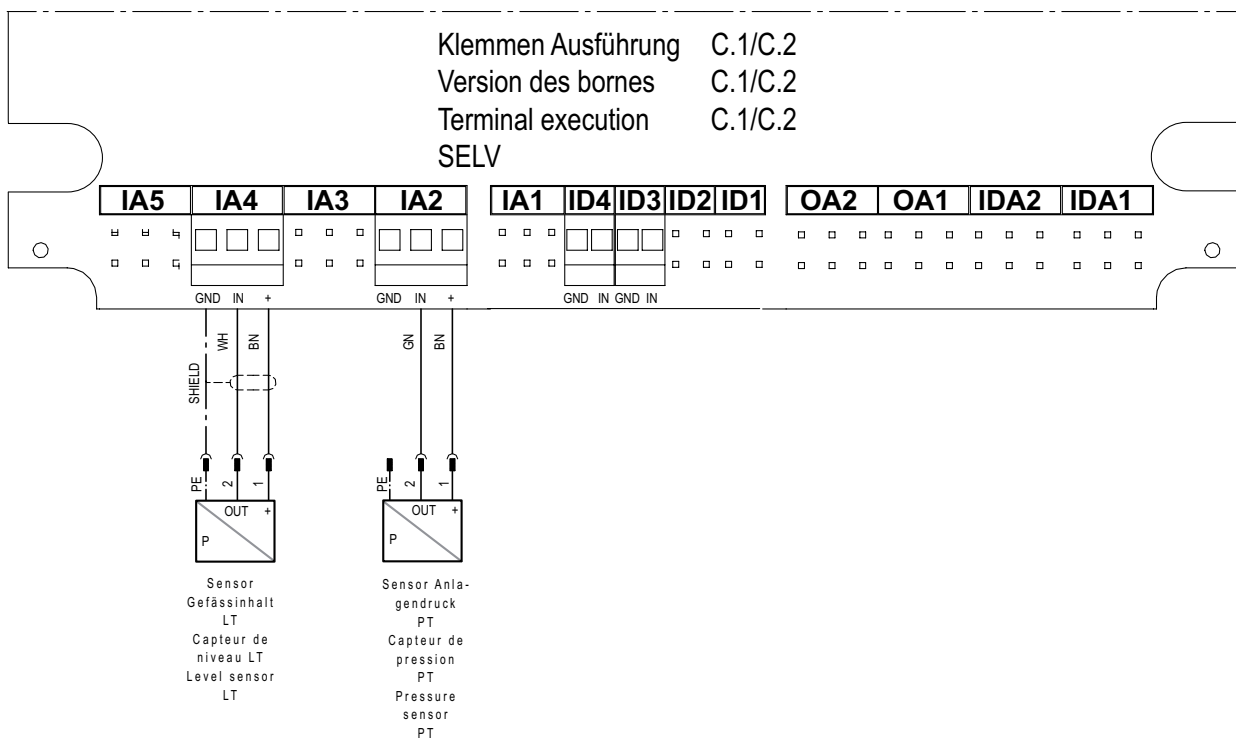 Klemmen Ausführung C.1/C.2
Version des bornes C.1/C.2
Terminal execution C.1/C.2
SELV
IA5 IA4 IA3 IA2 IA1 ID4 ID3 ID2 ID1 OA2 OA1 IDA2 IDA1
GND IN + GND IN + GND IN GND IN
SHIELD WH BN GN BN
PE 2 1 PE 2 1
OUT + OUT +
P P
Sensor
Gefässinhalt
LT
Capteur de
niveau LT
Level sensor
LT
Sensor Anla-
gendruck
PT
Capteur de
pression
PT
Pressure
sensor
PT